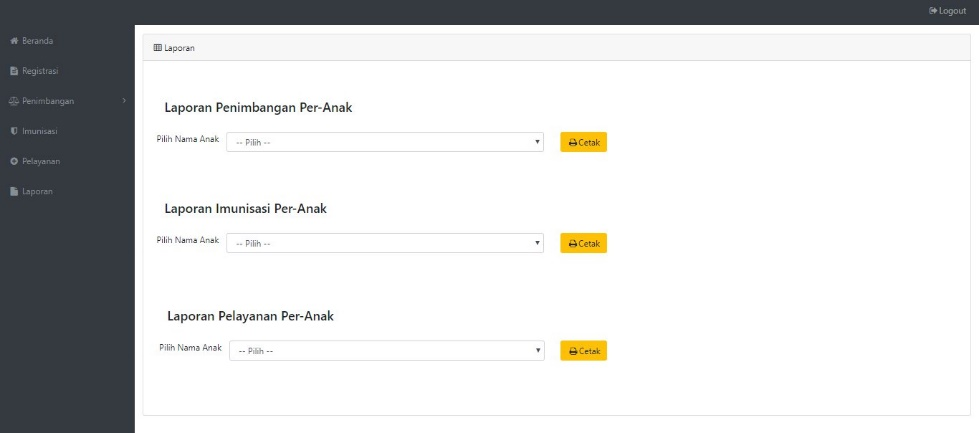 Logout
Beranda
Registrasi
Penimbangan
Imunisasi
Pelayanan
Laporan
Laporan
Laporan Penimbangan Per-Anak
Pilih Nama Anak -- Pilih -- Cetak
Laporan Imunisasi Per-Anak
Pilih Nama Anak -- Pilih -- Cetak
Laporan Pelayanan Per-Anak
Pilih Nama Anak -- Pilih -- Cetak